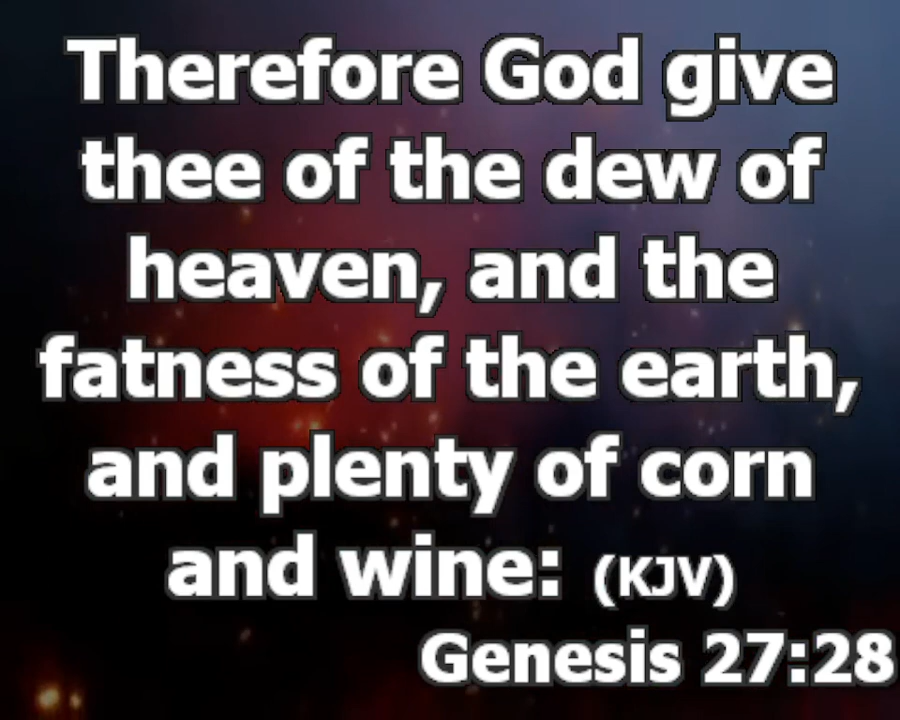 Therefore God give
thee of the dew of
heaven, and the
fatness of the earth,
and plenty of corn
and wine: (KJV)
Genesis 27:28